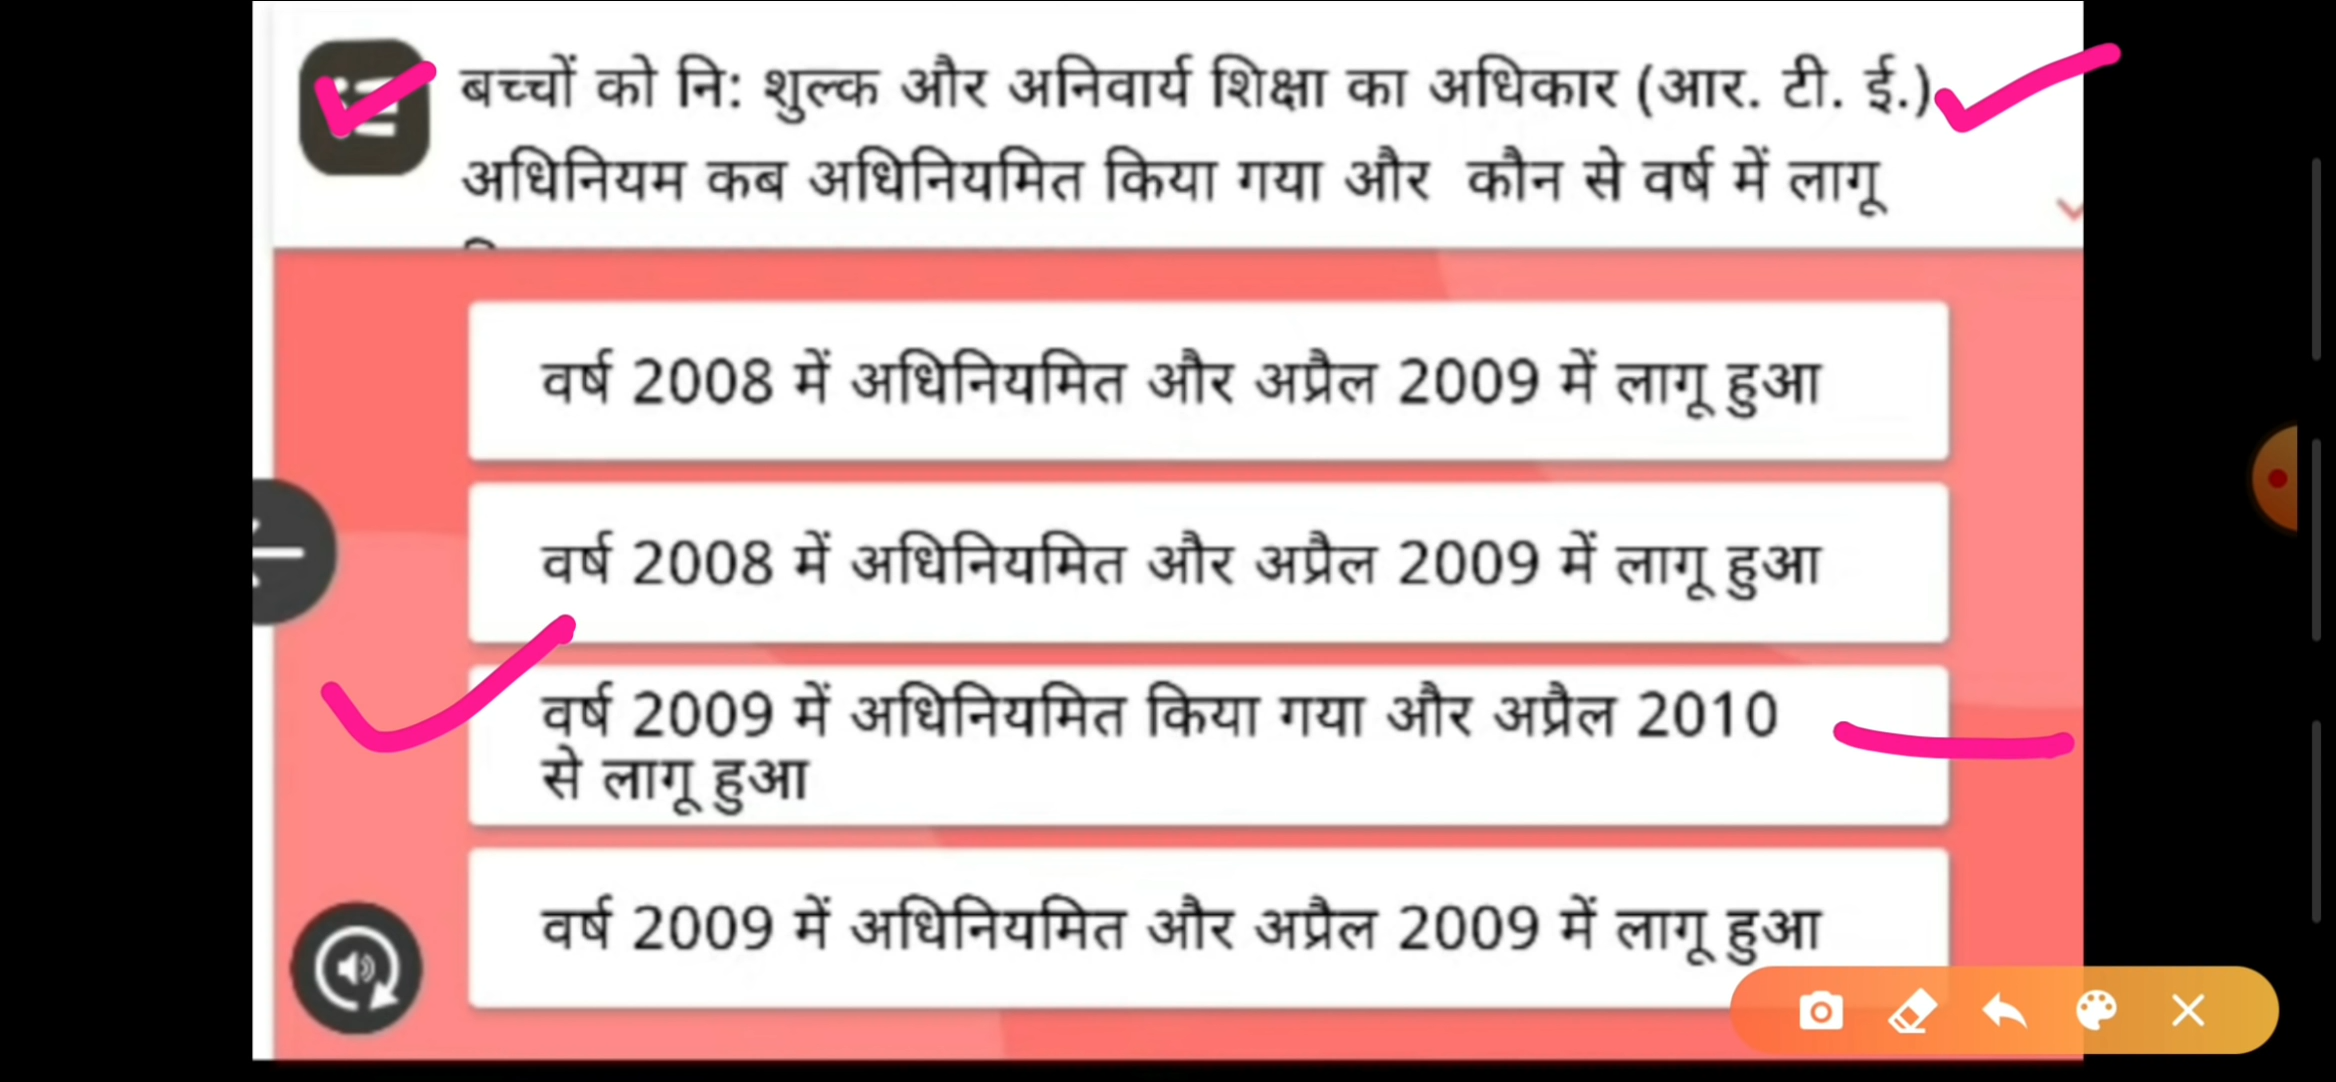 बच्चों को नि: शुल्क और अनिवार्य शिक्षा का अधिकार (आर. टी. ई.)
अधिनियम कब अधिनियमित किया गया और कौन से वर्ष में लागू
वर्ष 2008 में अधिनियमित और अप्रैल 2009 में लागू हुआ
वर्ष 2008 में अधिनियमित और अप्रैल 2009 में लागू हुआ
वर्ष 2009 में अधिनियमित किया गया और अप्रैल 2010
से लागू हुआ
वर्ष 2009 में अधिनियमित और अप्रैल 2009 में लागू हुआ